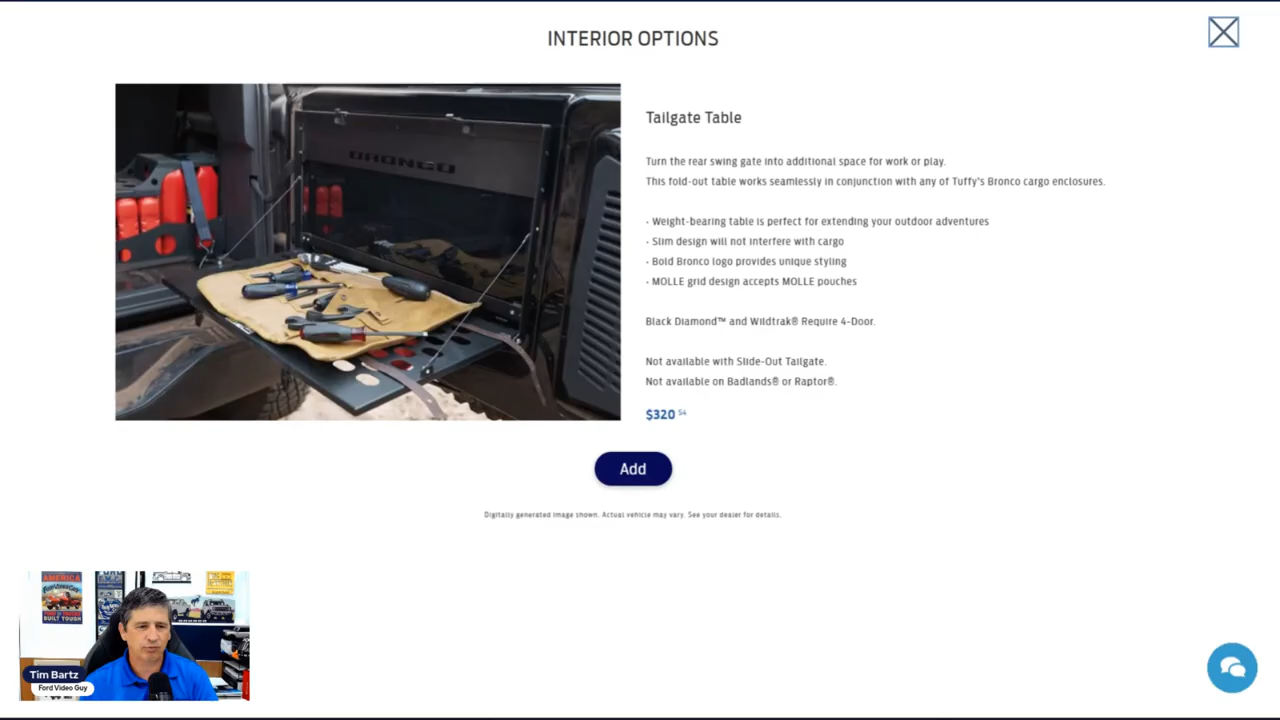 INTERIOR OPTIONS
BRONCO
Tailgate Table
Turn the rear swing gate into additional space for work or play.
This fold-out table works seamlessly in conjunction with any of Tuffy's Bronco cargo enclosures.
• Weight-bearing table is perfect for extending your outdoor adventures
• Slim design will not interfere with cargo
• Bold Bronco logo provides unique styling
• MOLLE grid design accepts MOLLE pouches
Black Diamond™ and Wildtrak® Require 4-Door.
Not available with Slide-Out Tailgate.
Not available on Badlands® or Raptor®.
$320 54
Add
Digitally generated image shown. Actual vehicle may vary. See your dealer for details.
AMERICA
BUILT TOUGH
BRONCO
Tim Bartz
Ford Video Guy